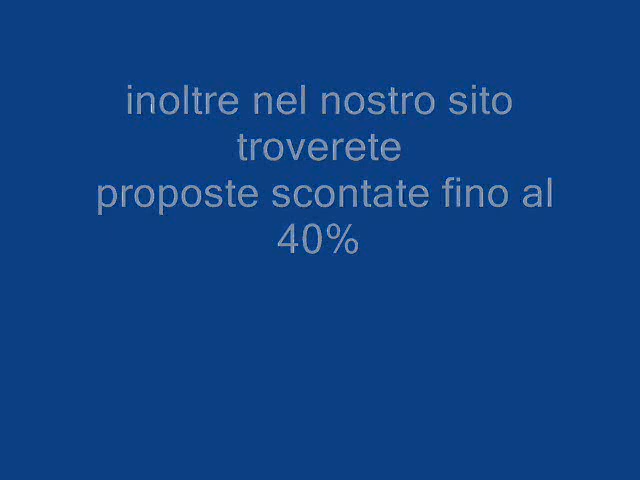 inoltre nel nostro sito
troverete
proposte scontate fino al
40%